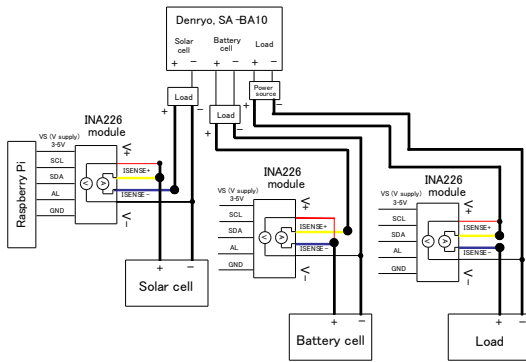 Denryo, SA-BA10
Solar cell
Battery cell
Load
+ − + − + −
Load
Load
Power source
+ −
+ −
+ −
INA226 module
VS (V supply)
3-5V
SCL
SDA
AL
GND
Raspberry Pi
V+
ISENSE+
ISENSE−
V−
V
A
+ −
Solar cell
INA226 module
VS (V supply)
3-5V
SCL
SDA
AL
GND
V+
ISENSE+
ISENSE−
V−
V
A
+ −
Battery cell
INA226 module
VS (V supply)
3-5V
SCL
SDA
AL
GND
V+
ISENSE+
ISENSE−
V−
V
A
+ −
Load